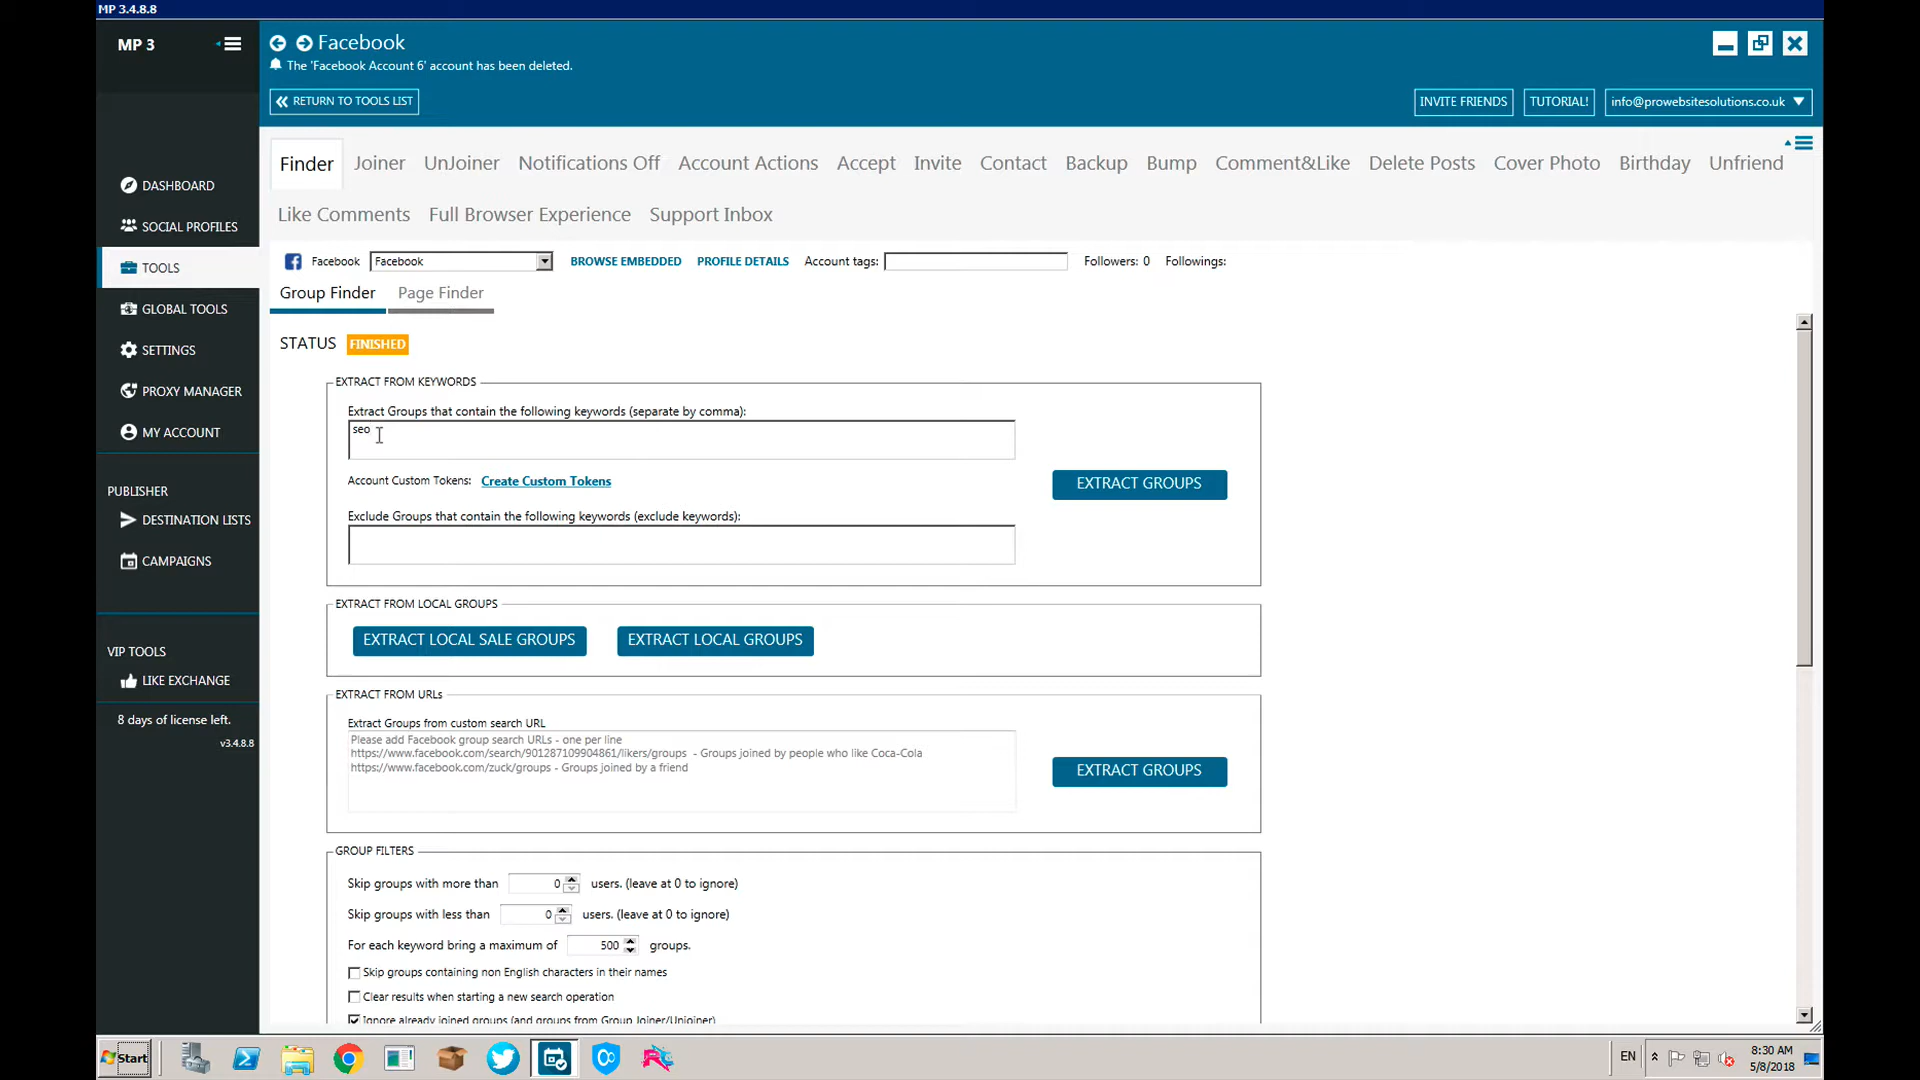 MP 3.4.8.8
MP 3
Facebook
The 'Facebook Account 6' account has been deleted.
RETURN TO TOOLS LIST
INVITE FRIENDS
TUTORIAL!
info@prowebsitesolutions.co.uk
DASHBOARD
SOCIAL PROFILES
TOOLS
GLOBAL TOOLS
SETTINGS
PROXY MANAGER
MY ACCOUNT
PUBLISHER
DESTINATION LISTS
CAMPAIGNS
VIP TOOLS
LIKE EXCHANGE
8 days of license left.
v3.4.8.8
Finder Joiner UnJoiner Notifications Off Account Actions Accept Invite Contact Backup Bump Comment&Like Delete Posts Cover Photo Birthday Unfriend
Like Comments Full Browser Experience Support Inbox
Facebook Facebook BROWSE EMBEDDED PROFILE DETAILS Account tags: Followers: 0 Followings:
Group Finder Page Finder
STATUS FINISHED
EXTRACT FROM KEYWORDS
Extract Groups that contain the following keywords (separate by comma):
seo
Account Custom Tokens: Create Custom Tokens
EXTRACT GROUPS
Exclude Groups that contain the following keywords (exclude keywords):
EXTRACT FROM LOCAL GROUPS
EXTRACT LOCAL SALE GROUPS EXTRACT LOCAL GROUPS
EXTRACT FROM URLs
Extract Groups from custom search URL
Please add Facebook group search URLs - one per line
https://www.facebook.com/search/901287109904861/likers/groups - Groups joined by people who like Coca-Cola
https://www.facebook.com/zuck/groups - Groups joined by a friend
EXTRACT GROUPS
GROUP FILTERS
Skip groups with more than 0 users. (leave at 0 to ignore)
Skip groups with less than 0 users. (leave at 0 to ignore)
For each keyword bring a maximum of 500 groups.
Skip groups containing non English characters in their names
Clear results when starting a new search operation
Ignore already joined groups (and groups from Group Joiner/Unjoiner)
Start
EN
8:30 AM
5/8/2018